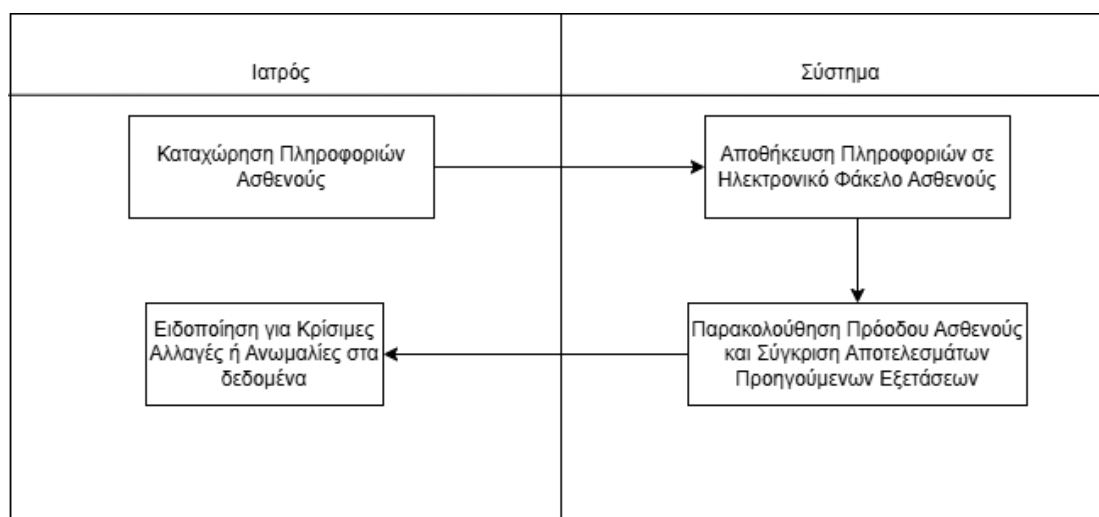 Ιατρός
Σύστημα
Καταχώρηση Πληροφοριών
Ασθενούς
Αποθήκευση Πληροφοριών σε
Ηλεκτρονικό Φάκελο Ασθενούς
Παρακολούθηση Πρόοδου Ασθενούς
και Σύγκριση Αποτελεσμάτων
Προηγούμενων Εξετάσεων
Ειδοποίηση για Κρίσιμες
Αλλαγές ή Ανωμαλίες στα
δεδομένα